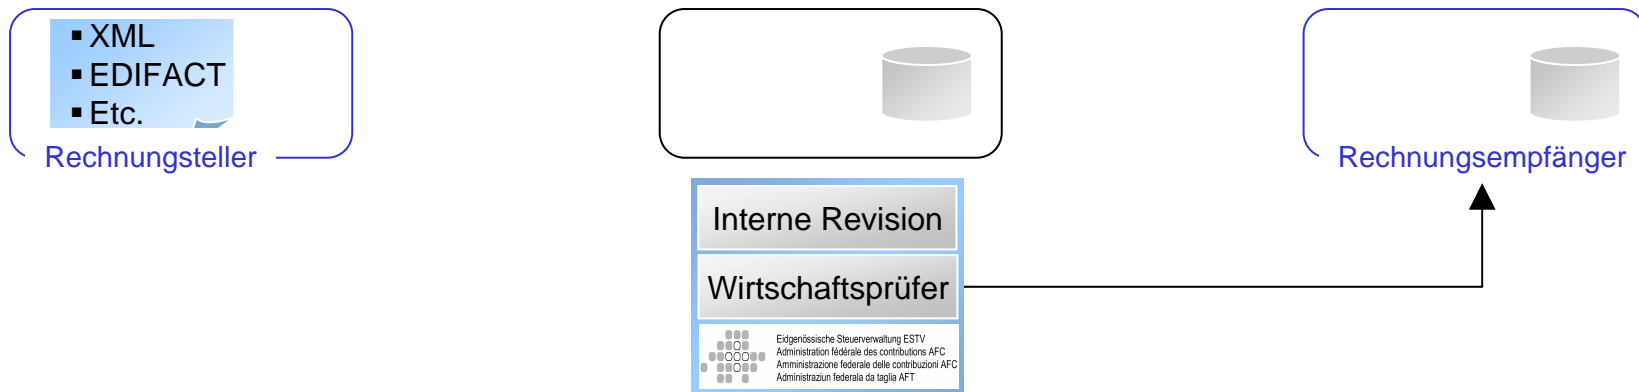 ▪ XML
▪ EDIFACT
▪ Etc.
Rechnungsteller
Rechnungsempfänger
Interne Revision
Wirtschaftsprüfer
Eidgenössische Steuerverwaltung ESTV
Administration fédérale des contributions AFC
Amministrazione federale delle contribuzioni AFC
Administraziun federala da taglia AFT